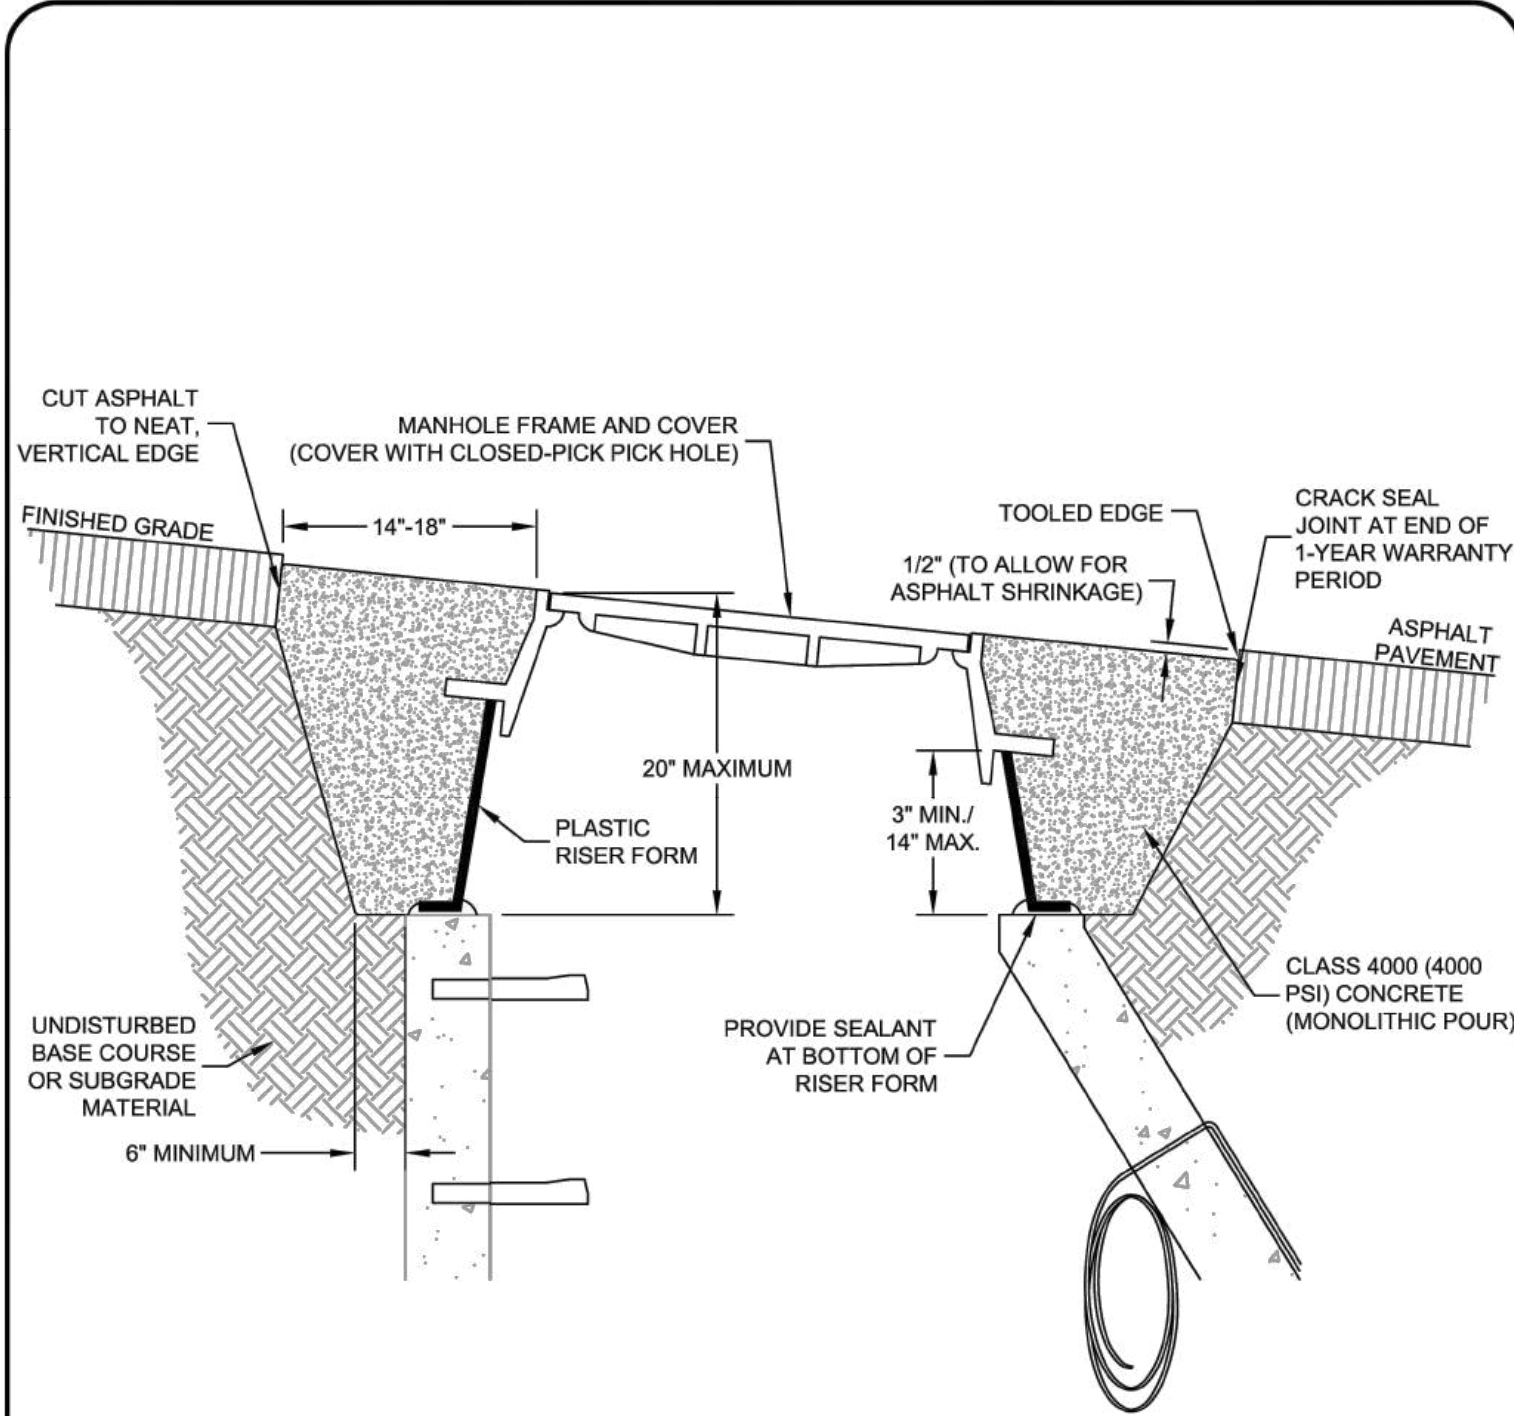 CUT ASPHALT
TO NEAT,
VERTICAL EDGE
MANHOLE FRAME AND COVER
(COVER WITH CLOSED-PICK PICK HOLE)
FINISHED GRADE
14"-18"
TOOLED EDGE
CRACK SEAL
JOINT AT END OF
1-YEAR WARRANTY
PERIOD
1/2" (TO ALLOW FOR
ASPHALT SHRINKAGE)
ASPHALT
PAVEMENT
20" MAXIMUM
3" MIN./
14" MAX.
PLASTIC
RISER FORM
CLASS 4000 (4000
PSI) CONCRETE
(MONOLITHIC POUR)
UNDISTURBED
BASE COURSE
OR SUBGRADE
MATERIAL
PROVIDE SEALANT
AT BOTTOM OF
RISER FORM
6" MINIMUM